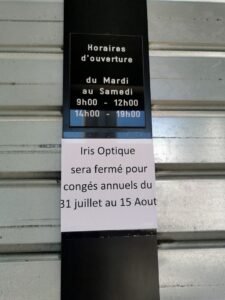 Horaires
d'ouverture
du Mardi
au Samedi
9h00 - 12h00
14h00 - 19h00
Iris Optique
sera fermé pour
congés annuels du
31 juillet au 15 Aout